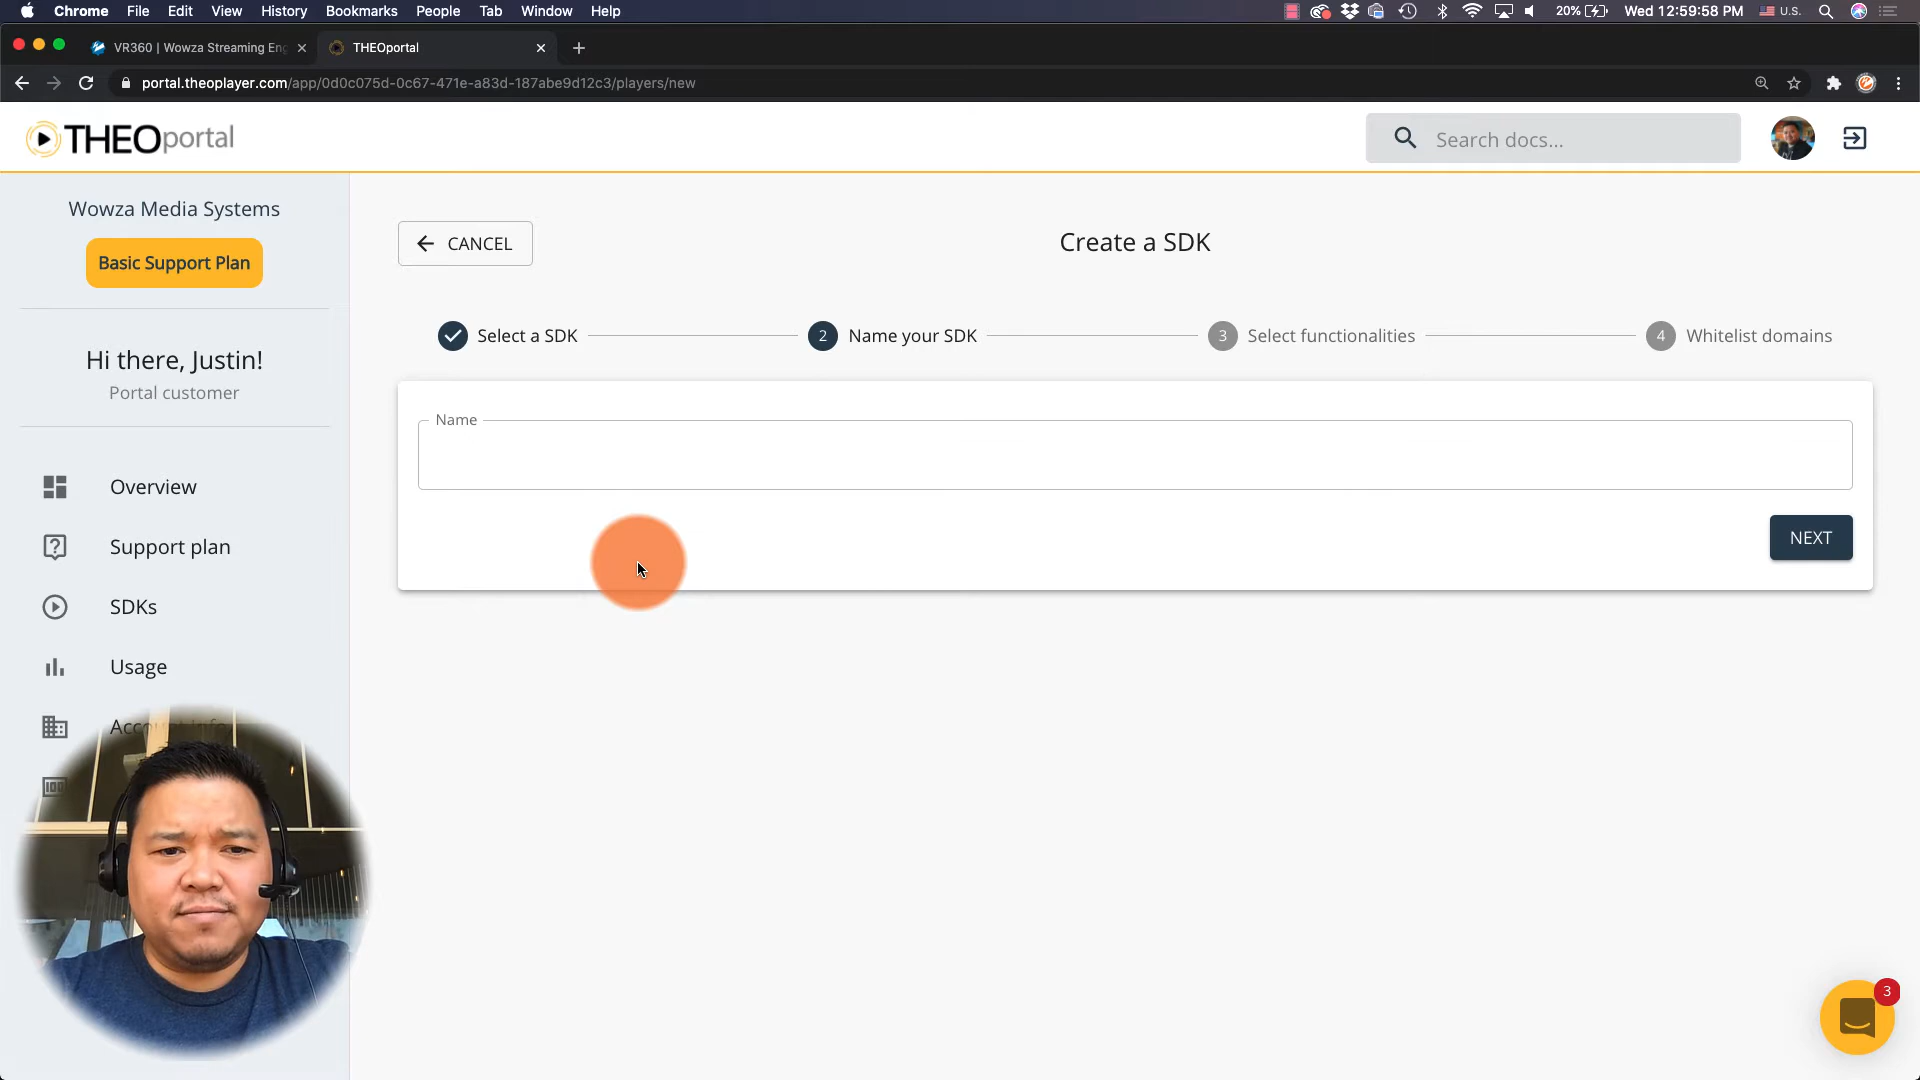 Chrome File Edit View History Bookmarks People Tab Window Help 20% Wed 12:59:58 PM U.S.
VR360 | Wowza Streaming Eng THEOportal
portal.theoplayer.com/app/0d0c075d-0c67-471e-a83d-187abe9d12c3/players/new
THEOportal Search docs...
Wowza Media Systems
Basic Support Plan
Hi there, Justin!
Portal customer
Overview
Support plan
SDKs
Usage
Account info
CANCEL Create a SDK
Select a SDK 2 Name your SDK 3 Select functionalities 4 Whitelist domains
Name
NEXT
3